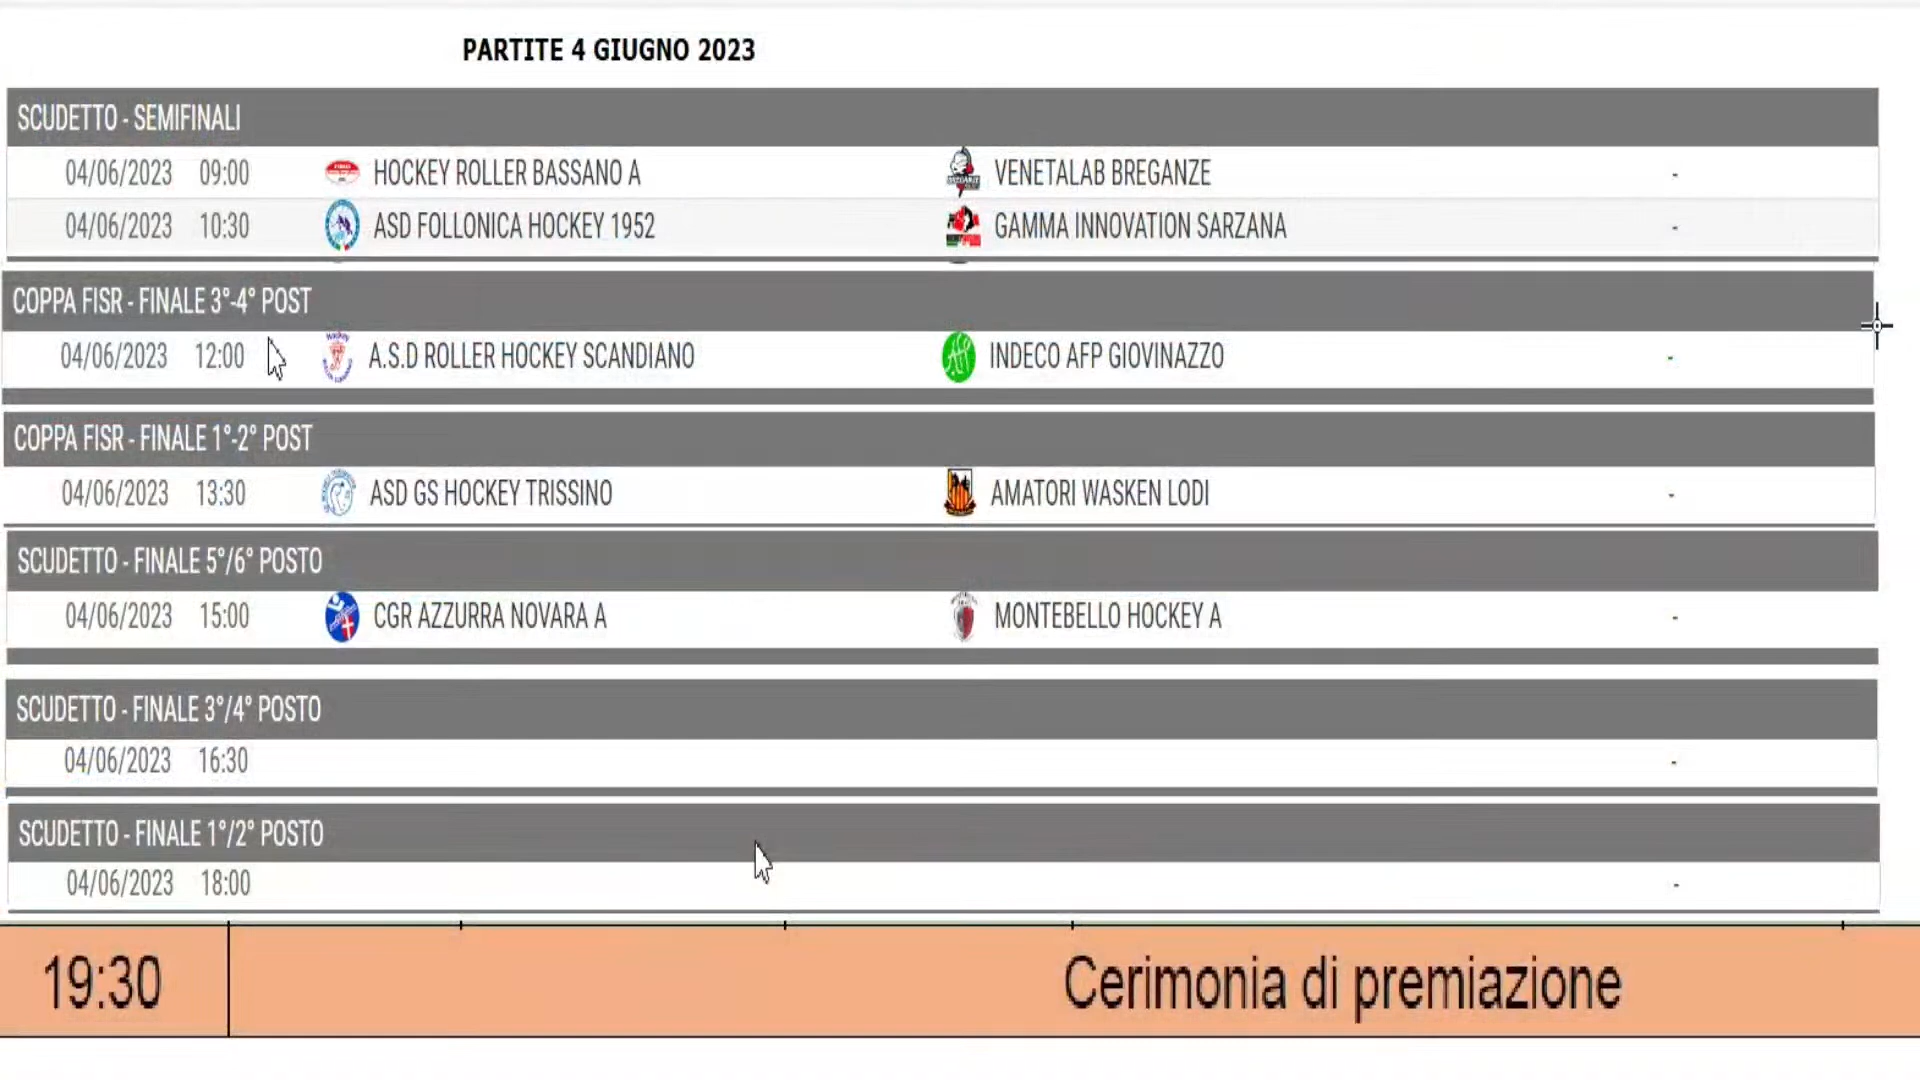 PARTITE 4 GIUGNO 2023
SCUDETTO - SEMIFINALI
04/06/2023 09:00 HOCKEY ROLLER BASSANO A VENETALAB BREGANZE -
04/06/2023 10:30 ASD FOLLONICA HOCKEY 1952 GAMMA INNOVATION SARZANA -
COPPA FISR - FINALE 3°-4° POST
04/06/2023 12:00 A.S.D ROLLER HOCKEY SCANDIANO INDECO AFP GIOVINAZZO -
COPPA FISR - FINALE 1°-2° POST
04/06/2023 13:30 ASD GS HOCKEY TRISSINO AMATORI WASKEN LODI -
SCUDETTO - FINALE 5°/6° POSTO
04/06/2023 15:00 CGR AZZURRA NOVARA A MONTEBELLO HOCKEY A -
SCUDETTO - FINALE 3°/4° POSTO
04/06/2023 16:30 -
SCUDETTO - FINALE 1°/2° POSTO
04/06/2023 18:00 -
19:30 Cerimonia di premiazione